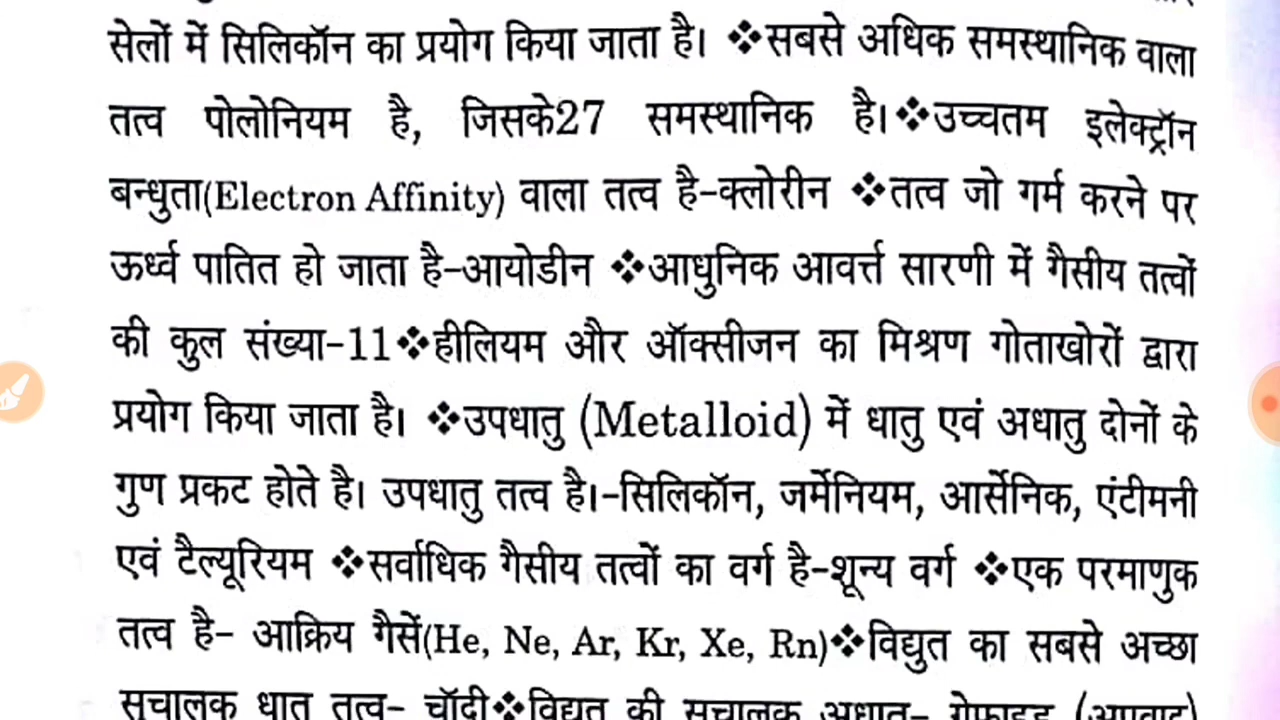 सेलों में सिलिकॉन का प्रयोग किया जाता है। ❖सबसे अधिक समस्थानिक वाला
तत्व पोलोनियम है, जिसके27 समस्थानिक है।❖उच्चतम इलेक्ट्रॉन
बन्धुता(Electron Affinity) वाला तत्व है-क्लोरीन ❖तत्व जो गर्म करने पर
ऊर्ध्व पातित हो जाता है-आयोडीन ❖आधुनिक आवर्त्त सारणी में गैसीय तत्वों
की कुल संख्या-11❖हीलियम और ऑक्सीजन का मिश्रण गोताखोरों द्वारा
प्रयोग किया जाता है। ❖उपधातु (Metalloid) में धातु एवं अधातु दोनों के
गुण प्रकट होते है। उपधातु तत्व है।-सिलिकॉन, जर्मेनियम, आर्सेनिक, एंटीमनी
एवं टैल्यूरियम ❖सर्वाधिक गैसीय तत्वों का वर्ग है-शून्य वर्ग ❖एक परमाणुक
तत्व है- आक्रिय गैसें(He, Ne, Ar, Kr, Xe, Rn)❖विद्युत का सबसे अच्छा
सुचालक धातु तत्व- चाँदी❖विद्युत की सुचालक अधातु- ग्रेफाइट (अपवाद)